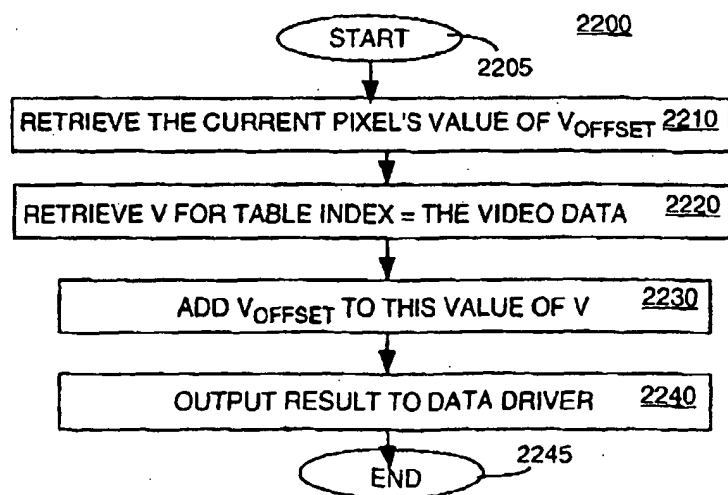 START
2200
2205
RETRIEVE THE CURRENT PIXEL'S VALUE OF VOFFSET 2210
RETRIEVE V FOR TABLE INDEX = THE VIDEO DATA 2220
ADD VOFFSET TO THIS VALUE OF V 2230
OUTPUT RESULT TO DATA DRIVER 2240
END
2245